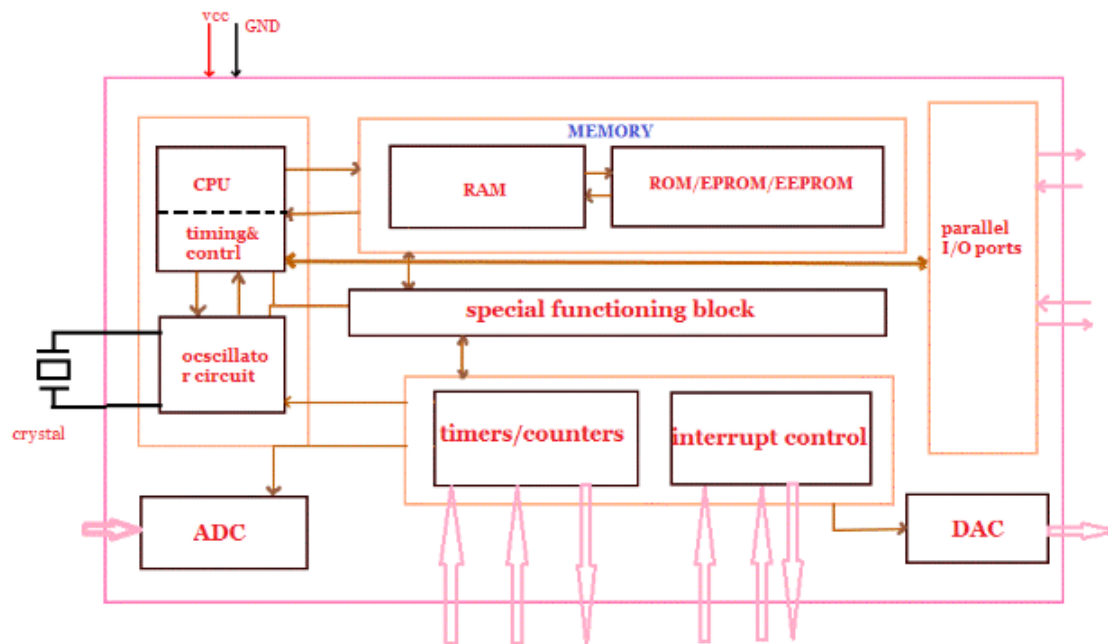 vcc
GND
MEMORY
CPU
RAM
ROM/EPROM/EEPROM
timing&
contrl
parallel
I/O ports
special functioning block
ocscillato
r circuit
crystal
timers/counters
interrupt control
ADC
DAC